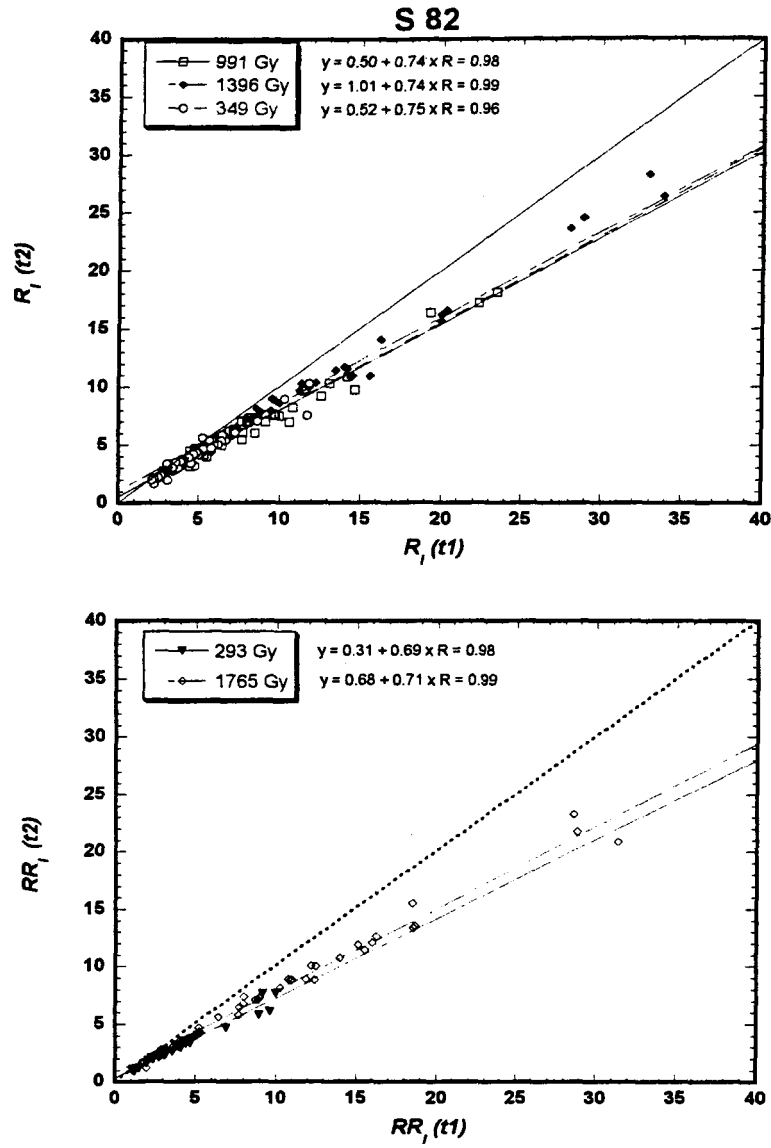 S 82
40
35
30
25
20
15
10
5
0
R_I (t2)
991 Gy y = 0.50 + 0.74 x R = 0.98
1396 Gy y = 1.01 + 0.74 x R = 0.99
349 Gy y = 0.52 + 0.75 x R = 0.96
0 5 10 15 20 25 30 35 40
R_I (t1)
40
35
30
25
20
15
10
5
0
RR_I (t2)
293 Gy y = 0.31 + 0.69 x R = 0.98
1765 Gy y = 0.68 + 0.71 x R = 0.99
0 5 10 15 20 25 30 35 40
RR_I (t1)